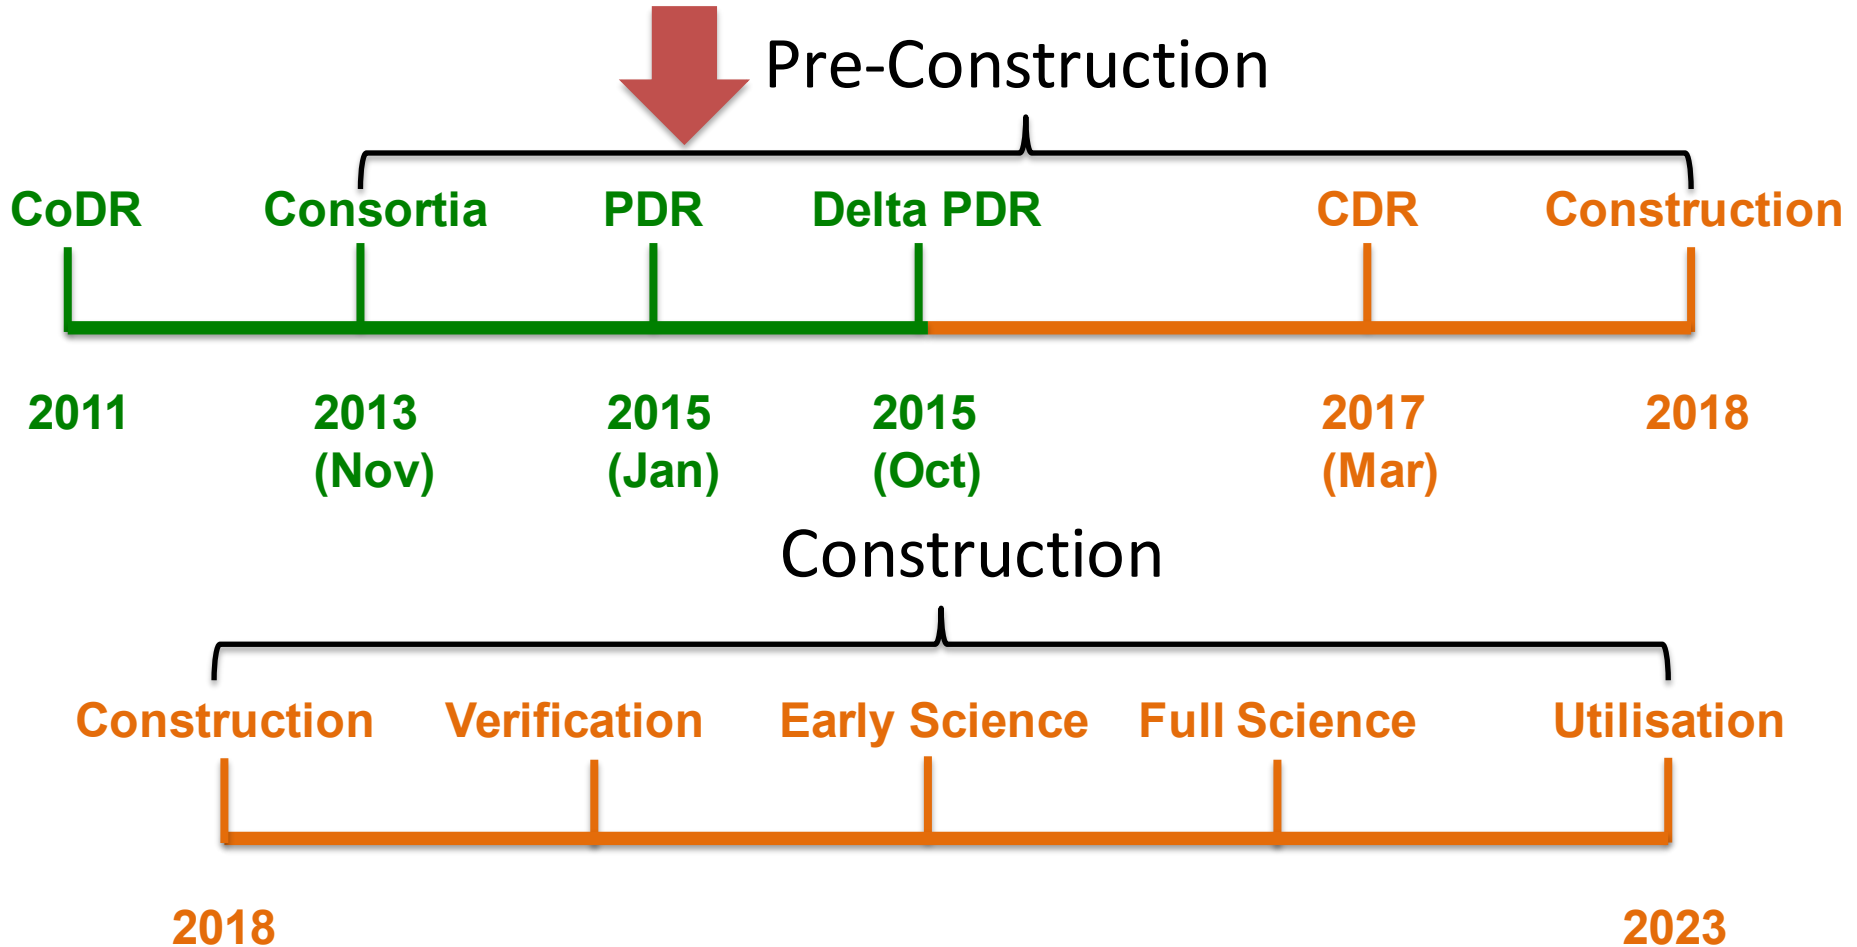 Pre-Construction
CoDR Consortia PDR Delta PDR CDR Construction
2011 2013 2015 2015 2017 2018
(Nov) (Jan) (Oct) (Mar)
Construction
Construction Verification Early Science Full Science Utilisation
2018 2023